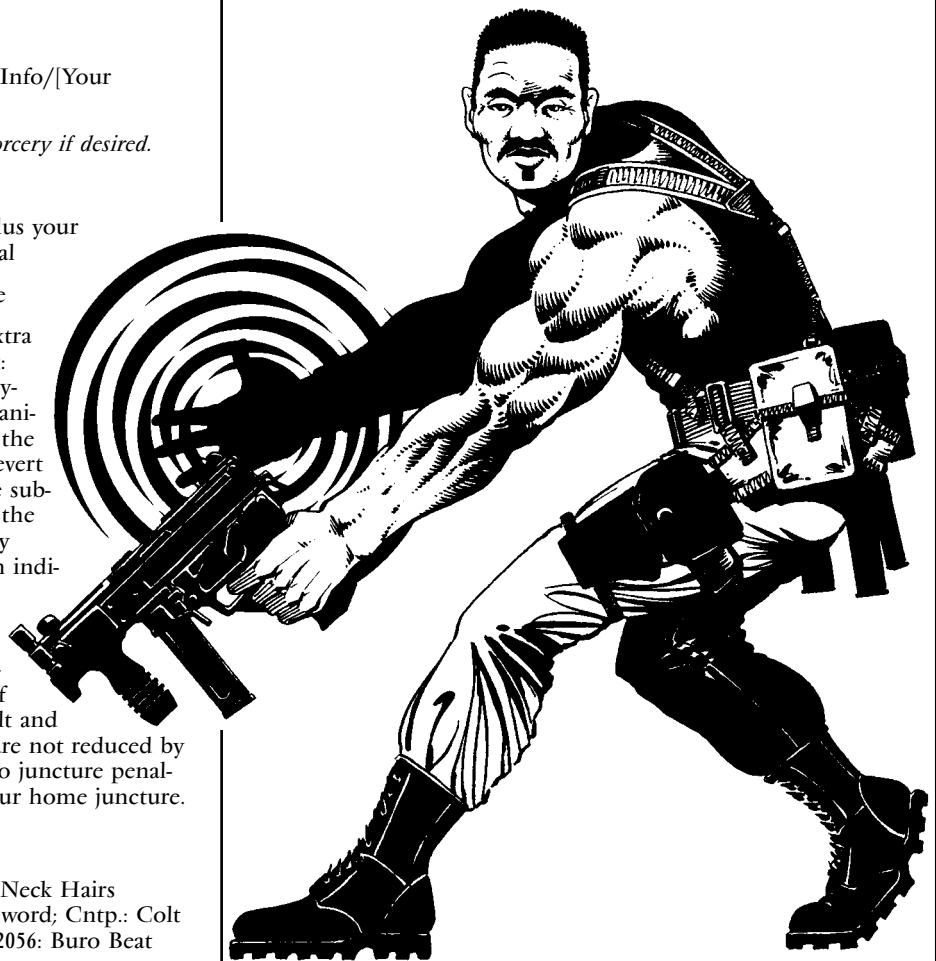 Info/[Your
orcery if desired.
lus your
al
e
xtra
:
y-
ani-
the
evert
e sub-
the
y
n indi-
f
lt and
are not reduced by
o juncture penal-
ur home juncture.
Neck Hairs
word; Cntp.: Colt
2056: Buro Beat